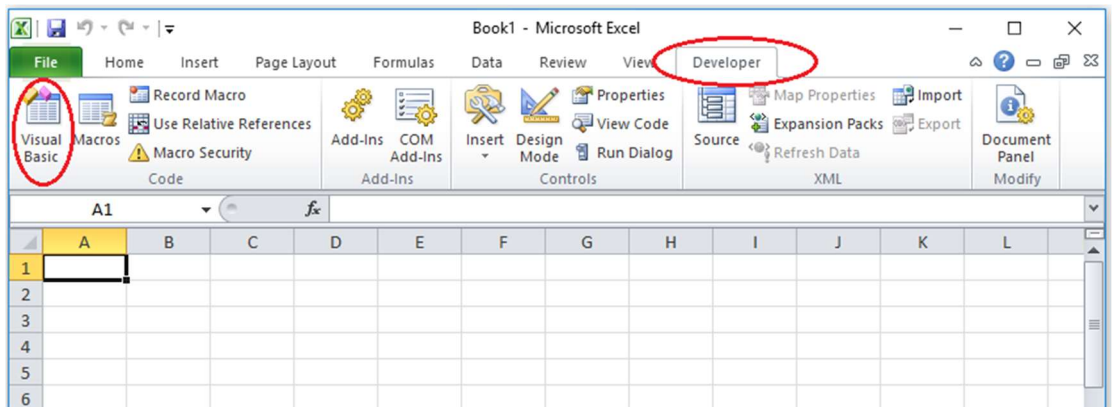 Book1 - Microsoft Excel
File Home Insert Page Layout Formulas Data Review View Developer
Visual Basic
Macros
Record Macro
Use Relative References
Macro Security
Code
Add-Ins
COM Add-Ins
Add-Ins
Insert
Design Mode
Properties
View Code
Run Dialog
Controls
Source
Map Properties
Expansion Packs
Refresh Data
Import
Export
XML
Document Panel
Modify
A1 fx
A B C D E F G H I J K L
1
2
3
4
5
6